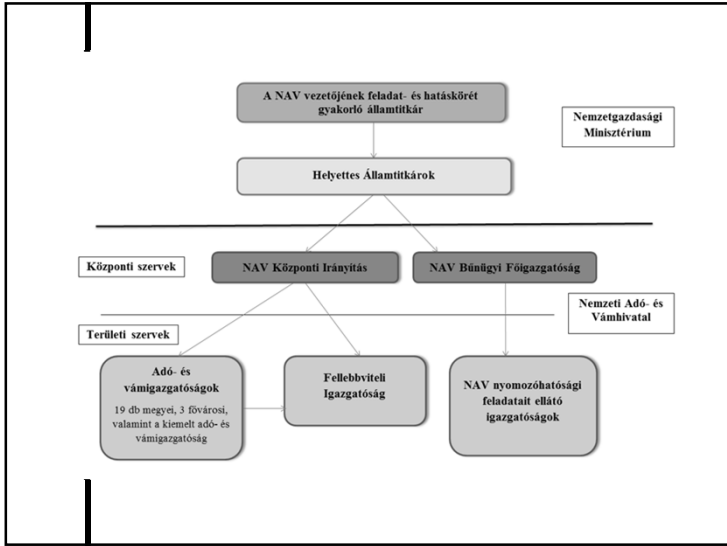 A NAV vezetőjének feladat- és hatáskörét
gyakorló államtitkár
Nemzetgazdasági
Minisztérium
Helyettes Államtitkárok
Központi szervek
NAV Központi Irányítás
NAV Bűnügyi Főigazgatóság
Nemzeti Adó- és
Vámhivatal
Területi szervek
Adó- és
vámigazgatóságok
19 db megyei, 3 fővárosi,
valamint a kiemelt adó- és
vámigazgatóság
Fellebbviteli
Igazgatóság
NAV nyomozóhatósági
feladatait ellátó
igazgatóságok